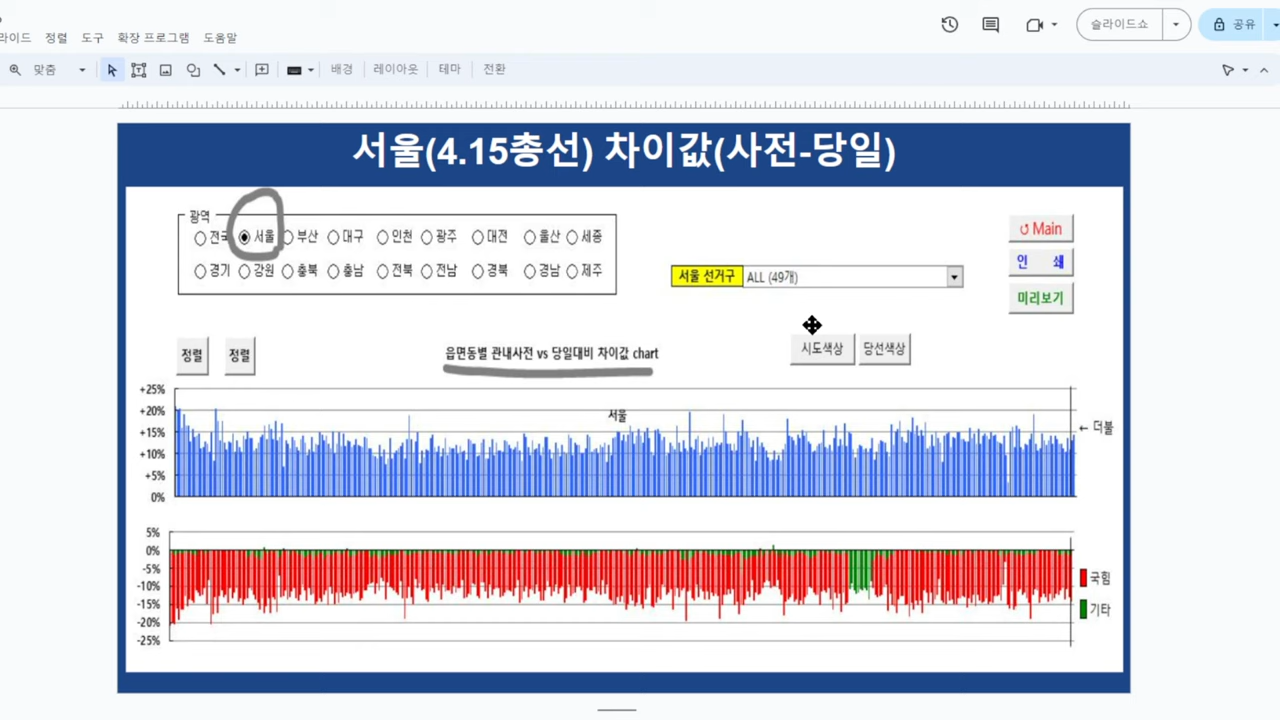 라이드 정렬 도구 확장 프로그램 도움말
슬라이드쇼
공유
맞춤
배경 레이아웃 테마 전환
서울(4.15총선) 차이값(사전-당일)
광역
전국 서울 부산 대구 인천 광주 대전 울산 세종
경기 강원 충북 충남 전북 전남 경북 경남 제주
서울 선거구 ALL (49개)
↺ Main
인 쇄
미리보기
정렬 정렬
읍면동별 관내사전 vs 당일대비 차이값 chart
시도색상 당선색상
서울
+25%
+20%
+15%
+10%
+5%
0%
← 더불
5%
0%
-5%
-10%
-15%
-20%
-25%
국힘
기타